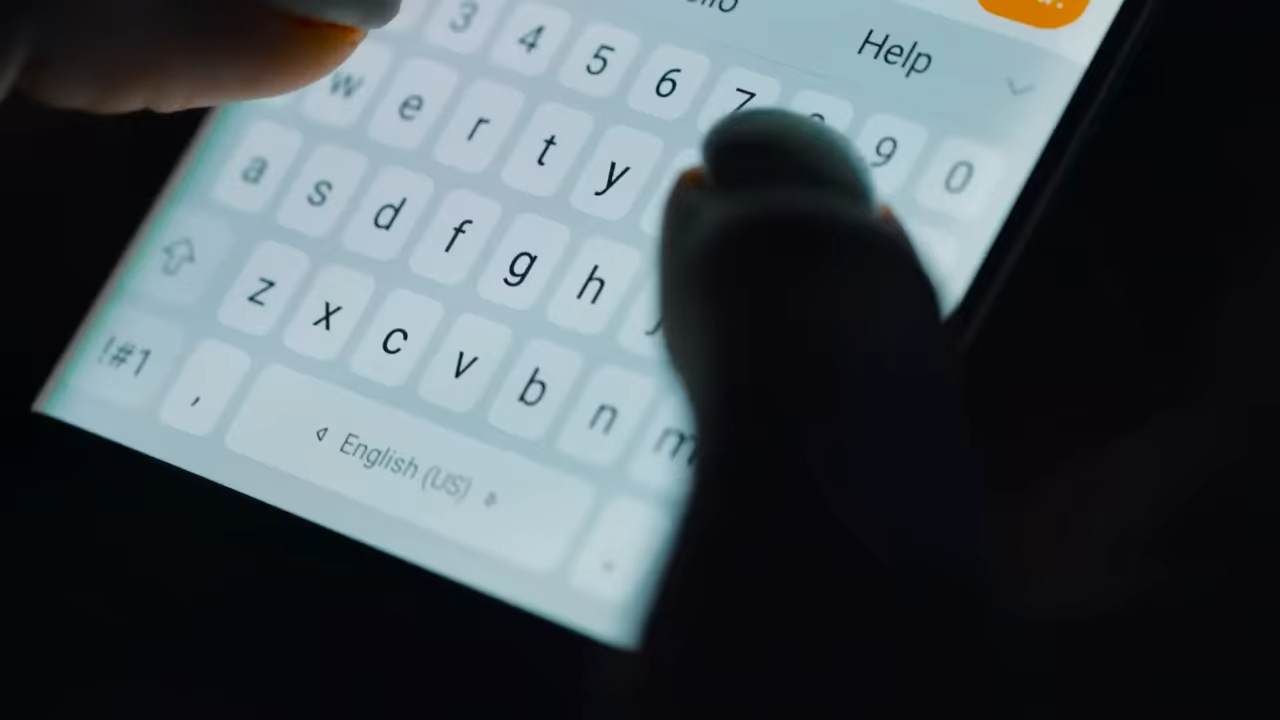 Help
3 4 5 6 7 9 0
w e r t y
a s d f g h
z x c v b n m
!#1 , English (US) .